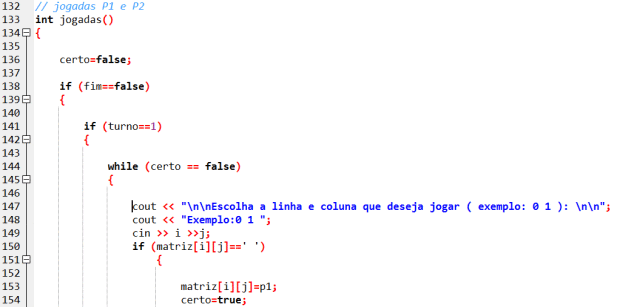 132 // jogadas P1 e P2
133 int jogadas()
134 {
135
136 certo=false;
137
138 if (fim==false)
139 {
140
141 if (turno==1)
142 {
143
144 while (certo == false)
145 {
146
147 cout << "\n\nEscolha a linha e coluna que deseja jogar ( exemplo: 0 1 ): \n\n";
148 cout << "Exemplo:0 1 ";
149 cin >> i >>j;
150 if (matriz[i][j]==' ')
151 {
152
153 matriz[i][j]=p1;
154 certo=true;